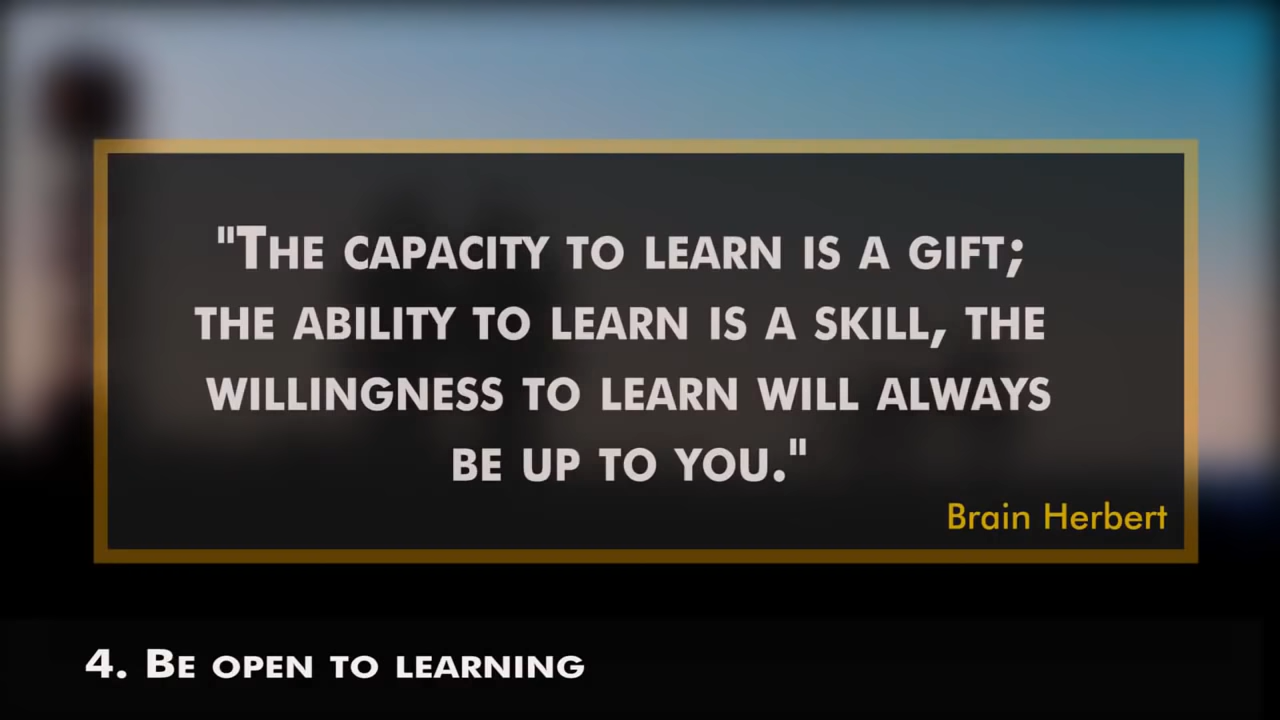 "The capacity to learn is a gift;
the ability to learn is a skill, the
willingness to learn will always
be up to you."
Brain Herbert
4. Be open to learning